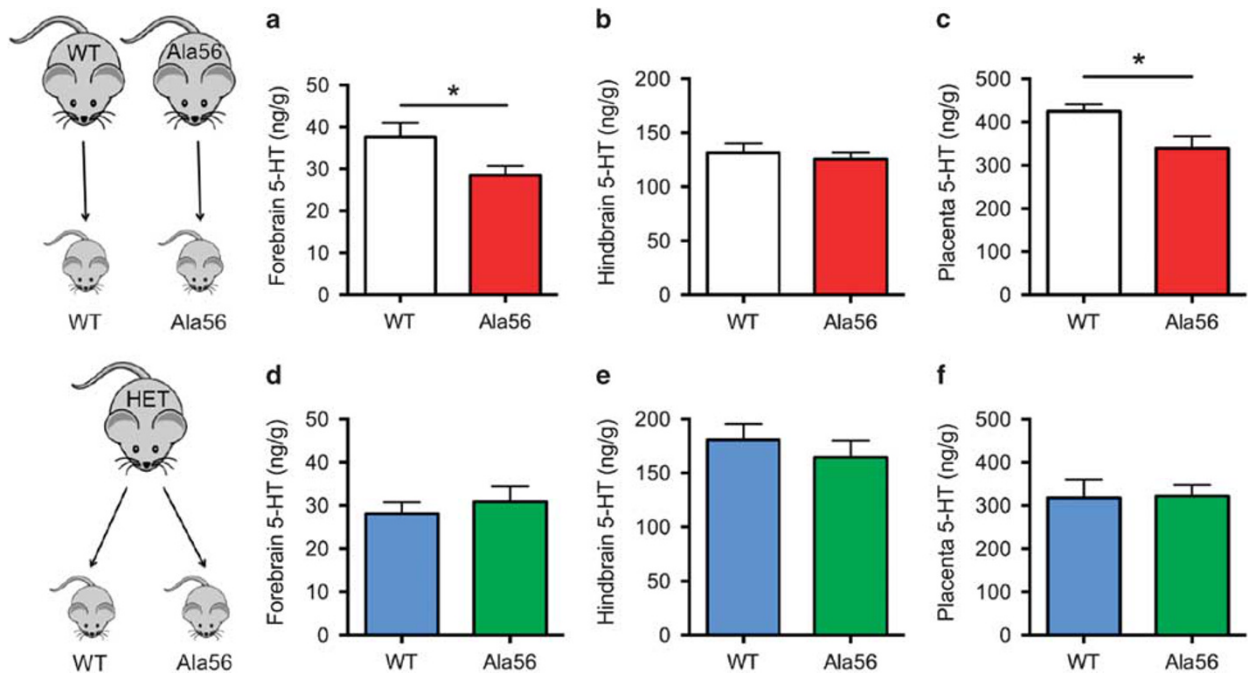 WT
Ala56
WT
Ala56
a
Forebrain 5-HT (ng/g)
50
40
30
20
10
0
*
WT
Ala56
b
Hindbrain 5-HT (ng/g)
200
150
100
50
0
WT
Ala56
c
Placenta 5-HT (ng/g)
500
400
300
200
100
0
*
WT
Ala56
HET
WT
Ala56
d
Forebrain 5-HT (ng/g)
50
40
30
20
10
0
WT
Ala56
e
Hindbrain 5-HT (ng/g)
200
150
200
50
0
WT
Ala56
f
Placenta 5-HT (ng/g)
500
400
300
200
100
0
WT
Ala56